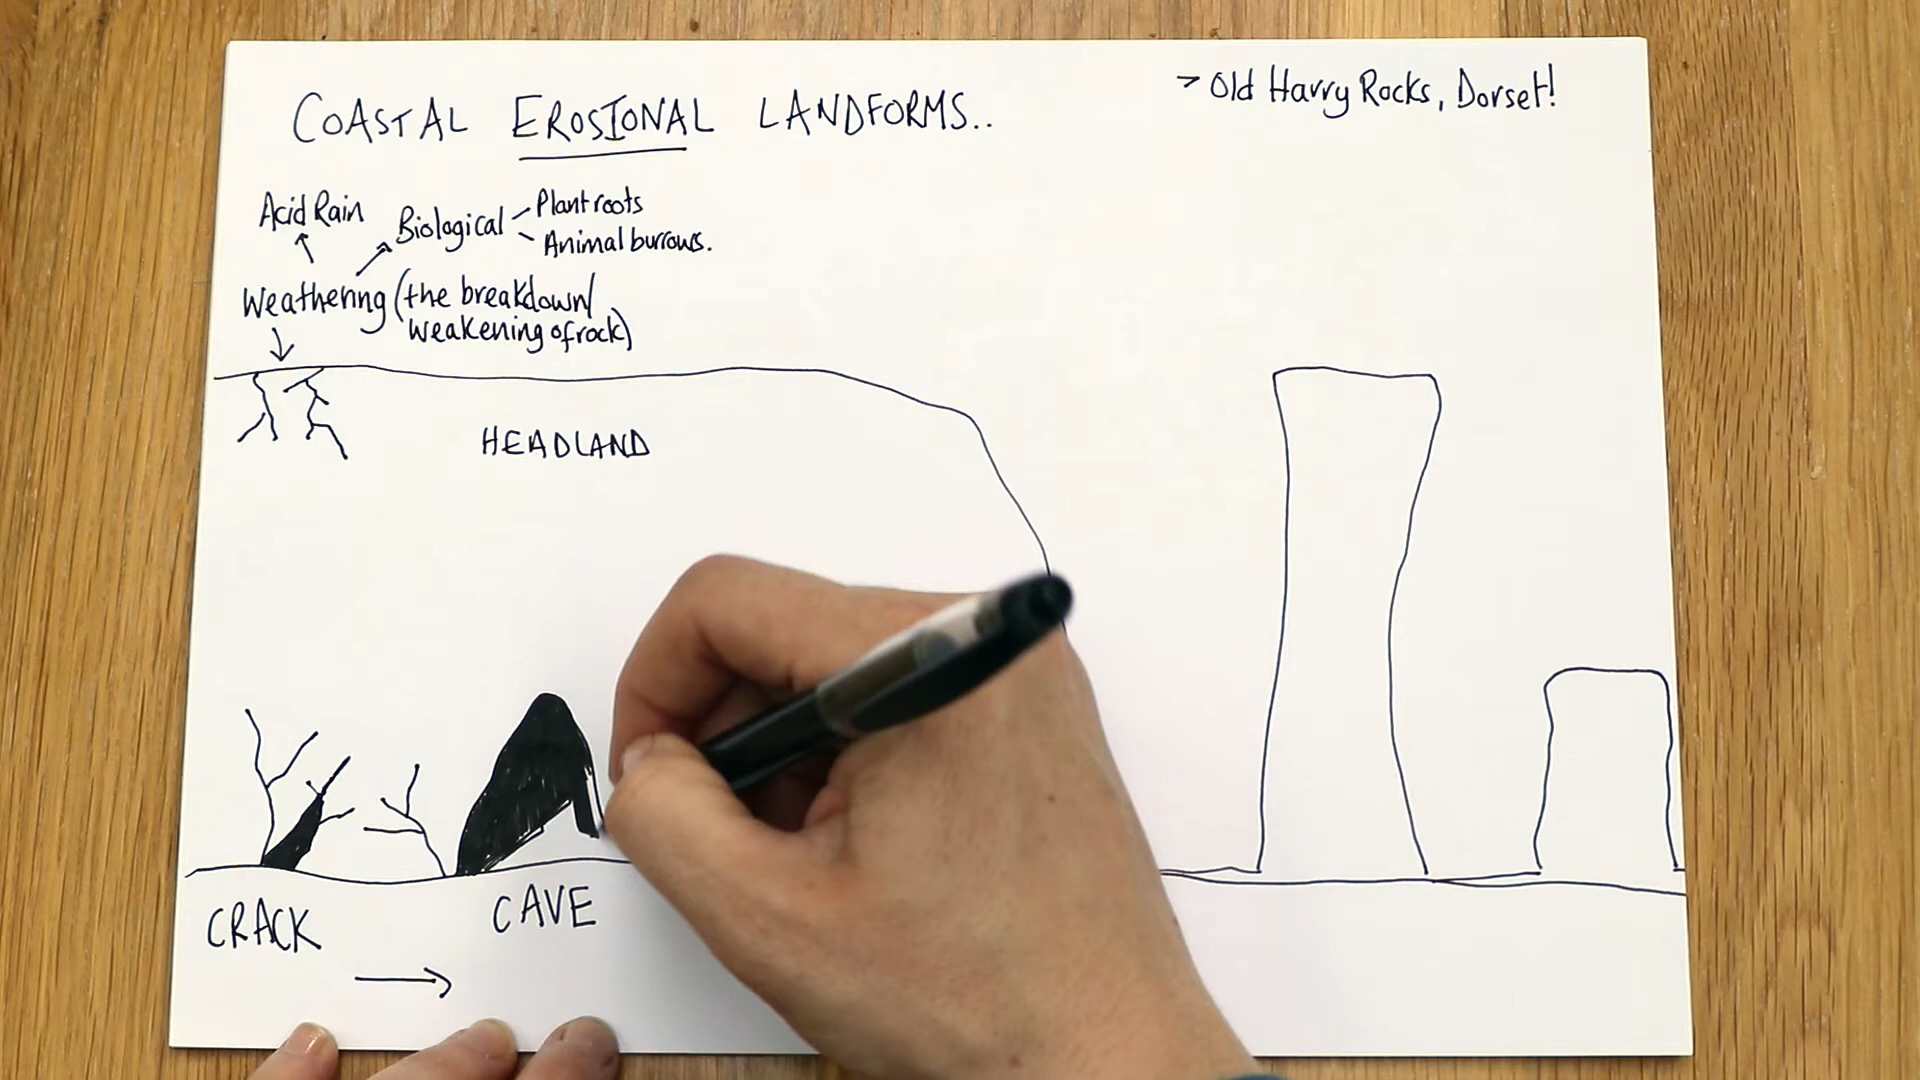 COASTAL EROSIONAL LANDFORMS..
> Old Harry Rocks, Dorset!
Acid Rain
Biological
Plant roots
Animal burrows.
Weathering (the breakdown/
weakening of rock)
HEADLAND
CRACK
CAVE